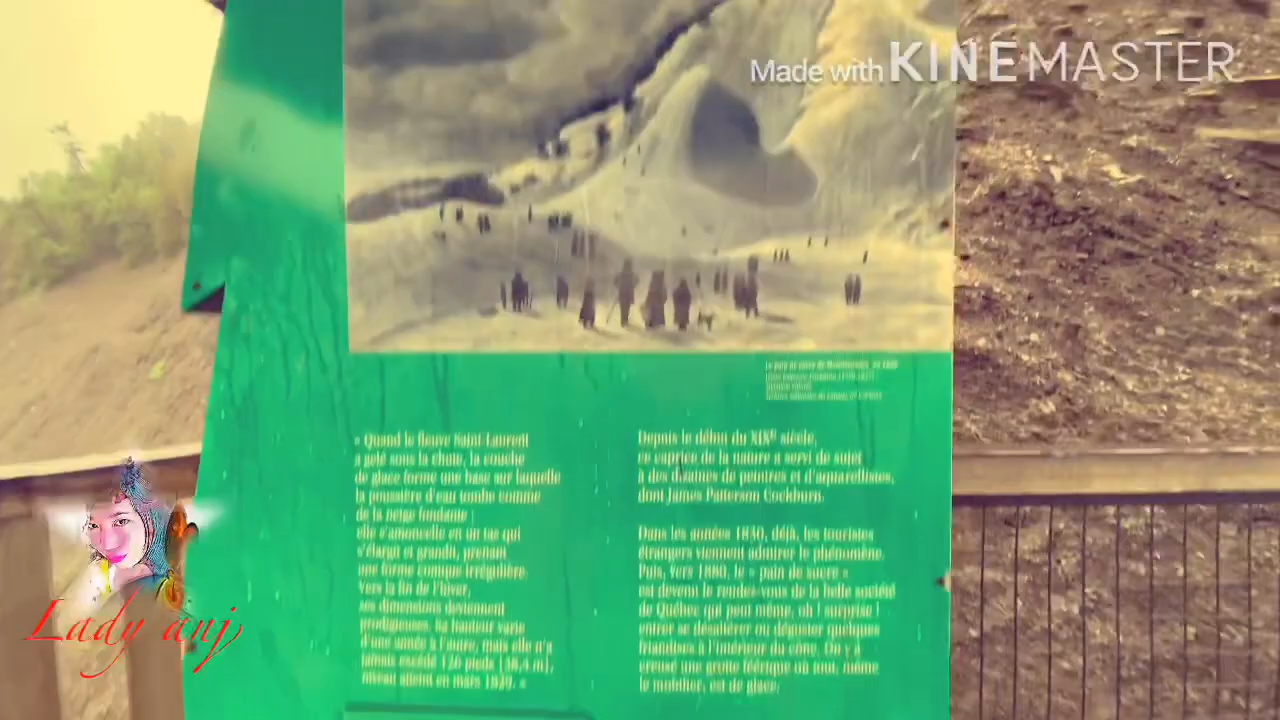 Made with KINEMASTER
« Quand le fleuve Saint-Laurent
a gelé sous la chute, la couche
de glace forme une base sur laquelle
la poussière d'eau tombe comme
de la neige fondante ;
elle s'amoncelle en un tas qui
s'élargit et grandit, prenant
une forme conique irrégulière.
Vers la fin de l'hiver,
ses dimensions deviennent
prodigieuses. Sa hauteur varie
d'une année à l'autre, mais elle n'a
jamais excédé 126 pieds [38,4 m],
niveau atteint en mars 1829. »
Depuis le début du XIXe siècle,
ce caprice de la nature a servi de sujet
à des dizaines de peintres et d'aquarellistes,
dont James Patterson Cockburn.
Dans les années 1830, déjà, les touristes
étrangers viennent admirer le phénomène.
Puis, vers 1880, le « pain de sucre »
est devenu le rendez-vous de la belle société
de Québec qui peut même, oh ! surprise !
entrer se désaltérer ou déguster quelques
friandises à l'intérieur du cône. On y a
creusé une grotte féérique où tout, même
le mobilier, est de glace.
Lady anj